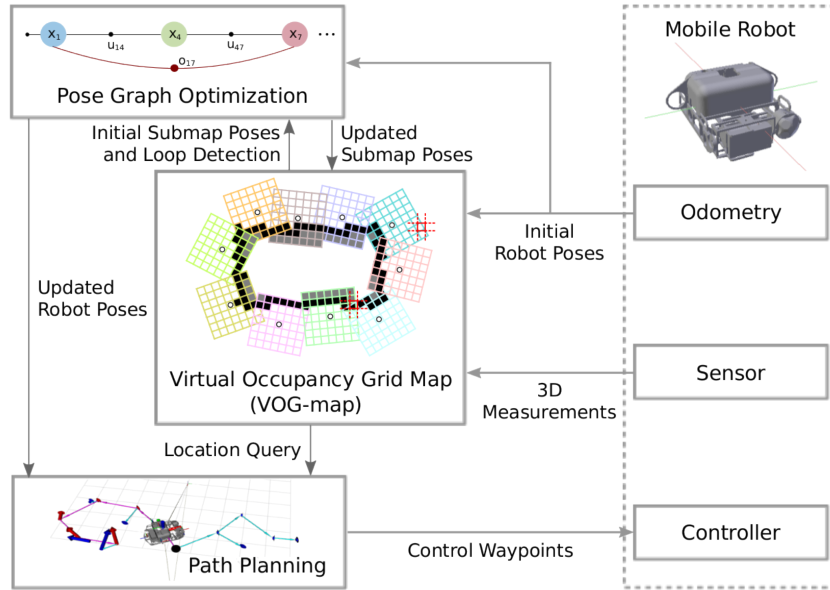 x1
x4
x7
...
u14
u47
o17
Pose Graph Optimization
Mobile Robot
Initial Submap Poses
and Loop Detection
Updated
Submap Poses
Odometry
Initial
Robot Poses
Updated
Robot Poses
Virtual Occupancy Grid Map
(VOG-map)
Sensor
3D
Measurements
Location Query
Path Planning
Control Waypoints
Controller